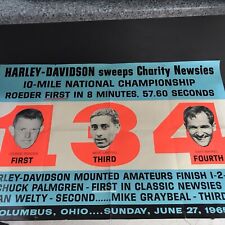 HARLEY-DAVIDSON sweeps Charity Newsies
10-MILE NATIONAL CHAMPIONSHIP
ROEDER FIRST IN 8 MINUTES, 57.60 SECONDS
1 3 4
FIRST THIRD FOURTH
HARLEY-DAVIDSON MOUNTED AMATEURS FINISH 1-2-
CHUCK PALMGREN - FIRST IN CLASSIC NEWSIES
AN WELTY - SECOND.....MIKE GRAYBEAL - THIRD
COLUMBUS, OHIO....SUNDAY, JUNE 27, 196